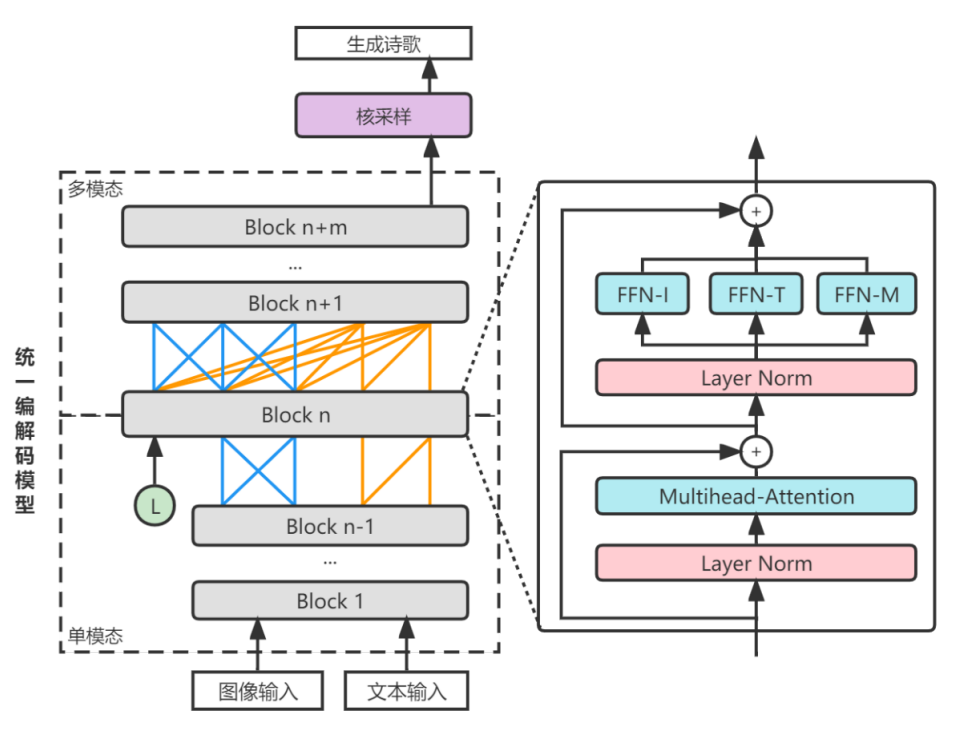 生成诗歌
核采样
多模态
Block n+m
...
Block n+1
统一编解码模型
Block n
L
Block n-1
...
Block 1
单模态
图像输入
文本输入
+
FFN-I
FFN-T
FFN-M
Layer Norm
+
Multihead-Attention
Layer Norm